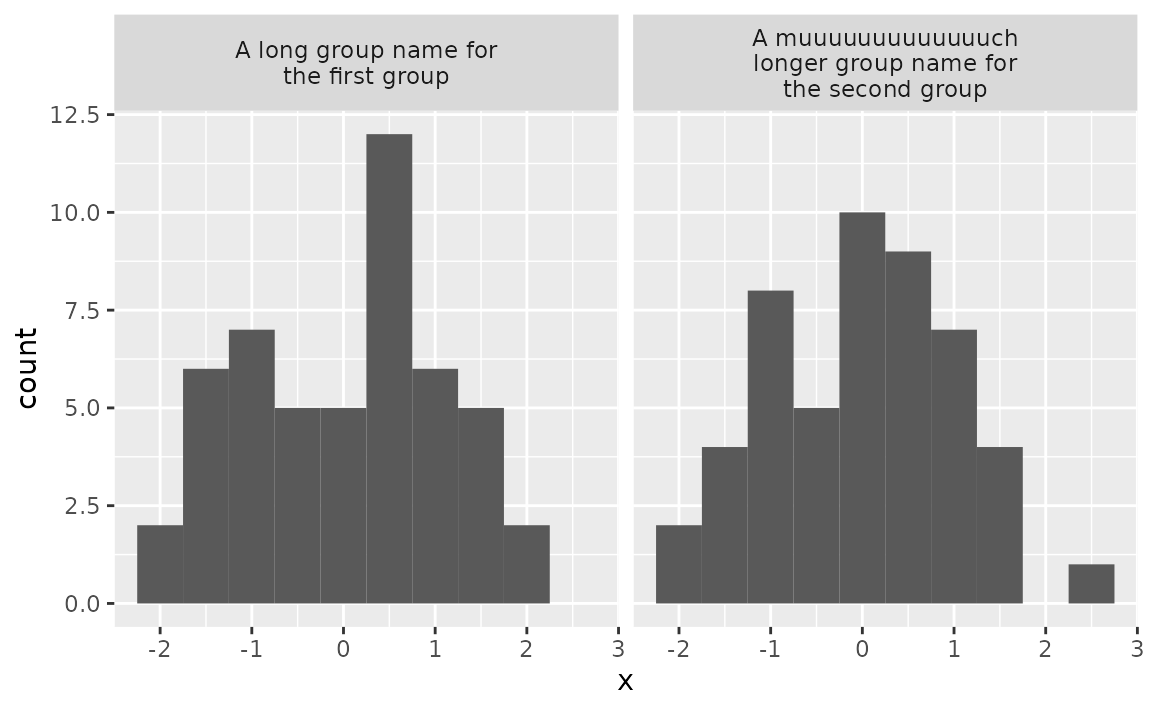 A long group name for
the first group
A muuuuuuuuuuuuuuch
longer group name for
the second group
12.5
10.0
7.5
5.0
2.5
0.0
count
-2 -1 0 1 2 3
-2 -1 0 1 2 3
x